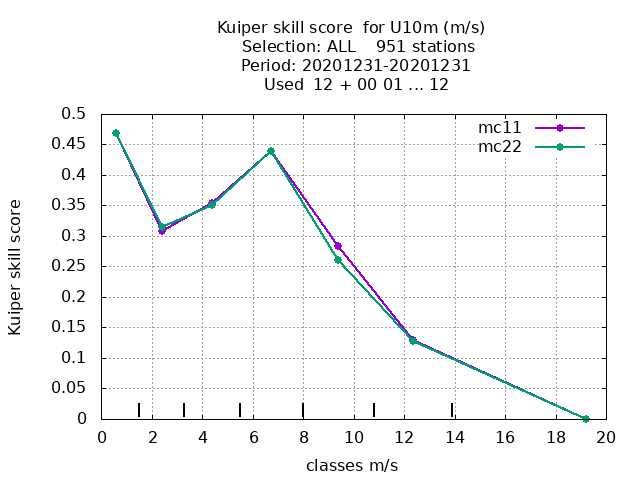 Kuiper skill score  for U10m (m/s)
Selection: ALL    951 stations
Period: 20201231-20201231
Used  12 + 00 01 ... 12
mc11
mc22
0.5
0.45
0.4
0.35
0.3
0.25
0.2
0.15
0.1
0.05
0
Kuiper skill score
0 2 4 6 8 10 12 14 16 18 20
classes m/s